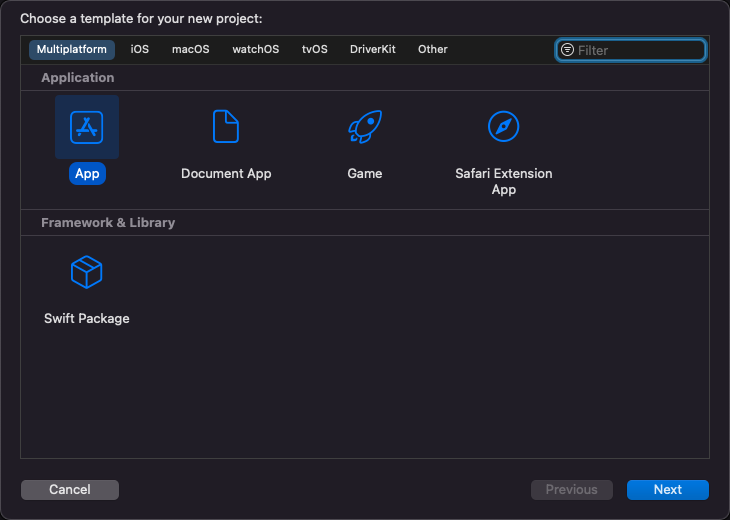 Choose a template for your new project:
Multiplatform iOS macOS watchOS tvOS DriverKit Other Filter
Application
App Document App Game Safari Extension
App
Framework & Library
Swift Package
Cancel Previous Next